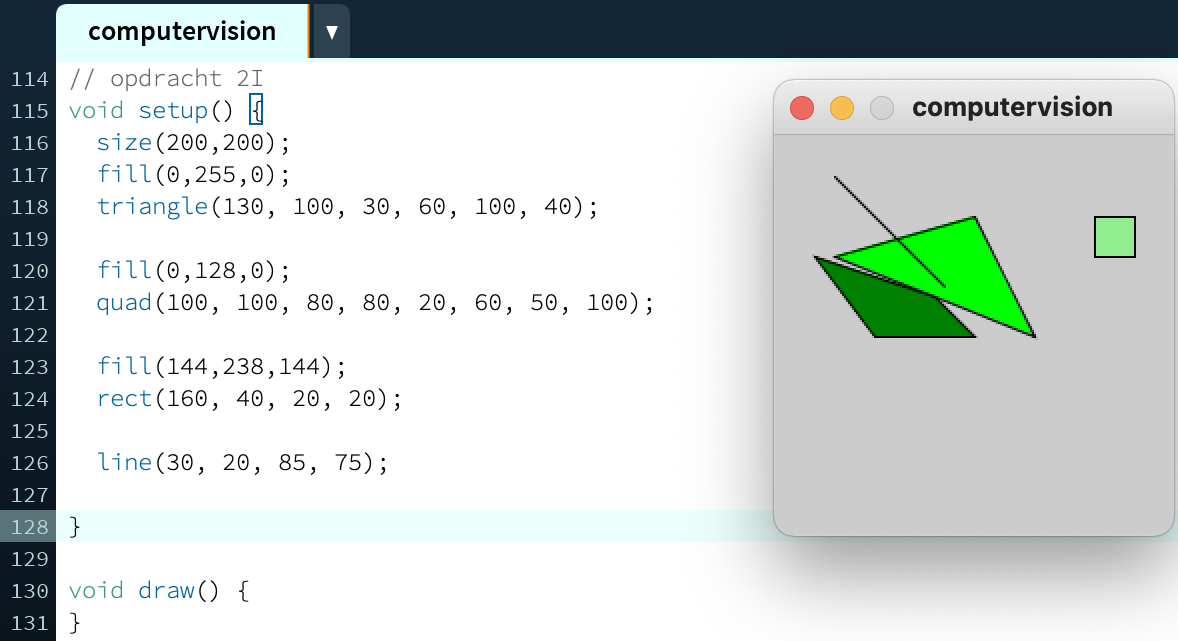 computervision
▼
114 // opdracht 2I
115 void setup() {
116 size(200,200);
117 fill(0,255,0);
118 triangle(130, 100, 30, 60, 100, 40);
119
120 fill(0,128,0);
121 quad(100, 100, 80, 80, 20, 60, 50, 100);
122
123 fill(144,238,144);
124 rect(160, 40, 20, 20);
125
126 line(30, 20, 85, 75);
127
128 }
129
130 void draw() {
131 }
computervision